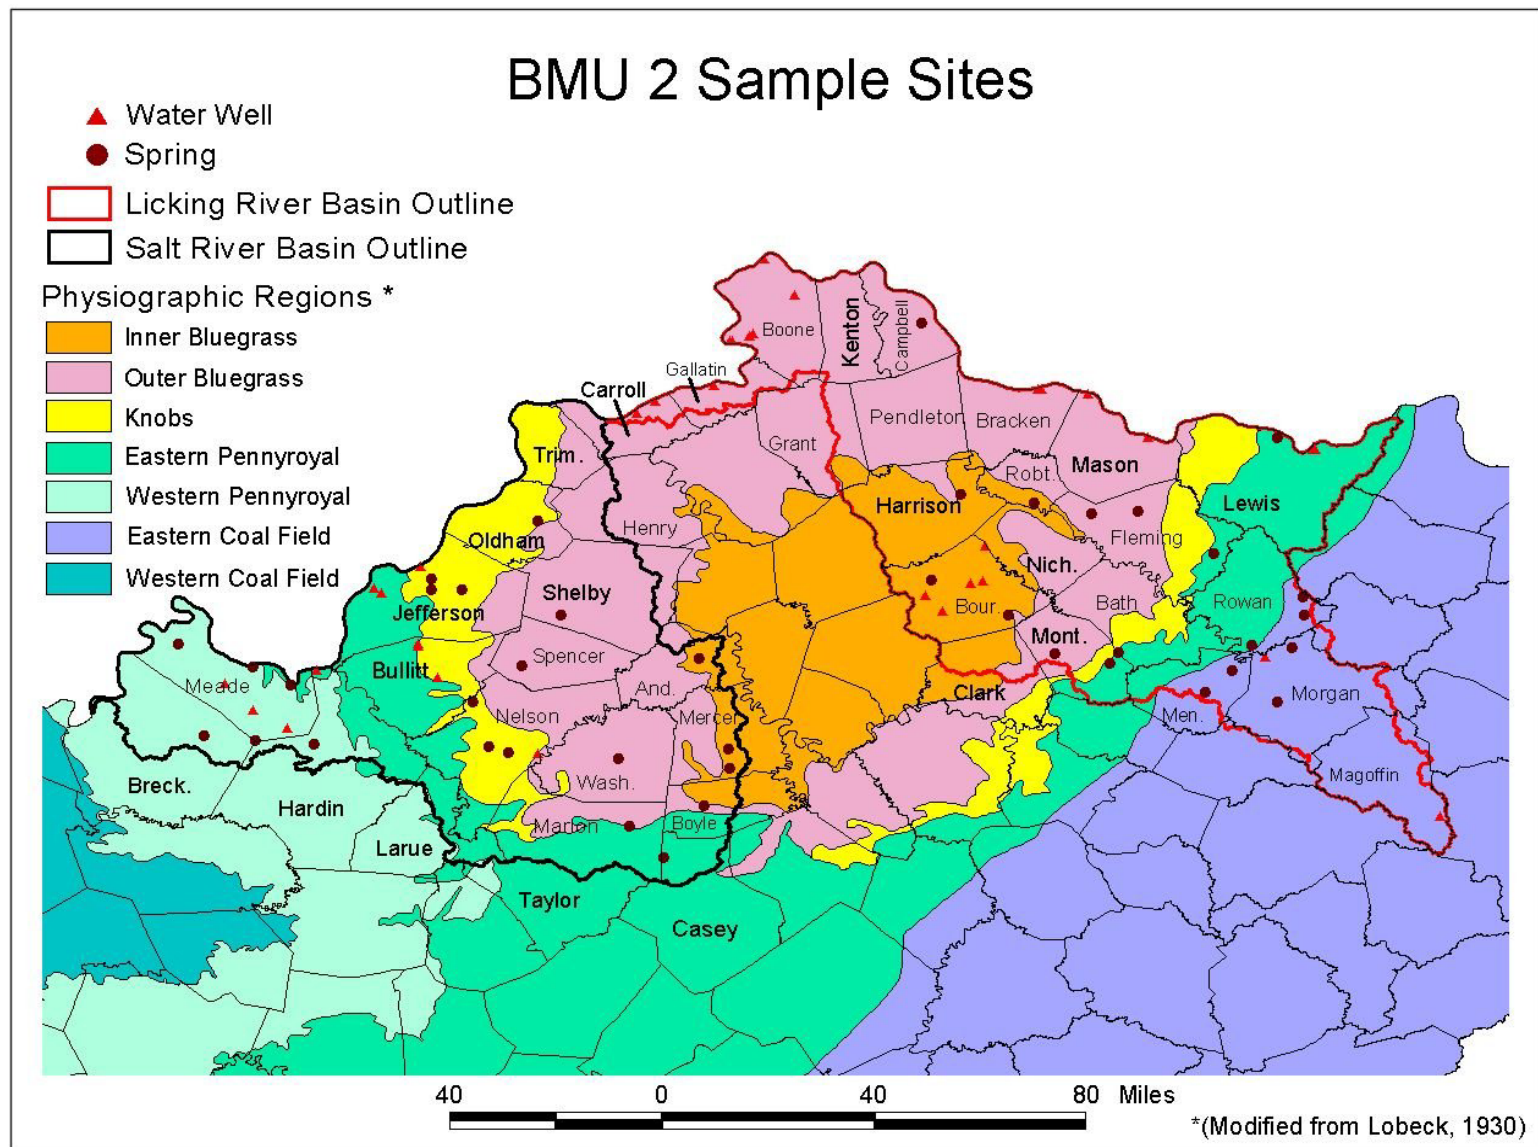 BMU 2 Sample Sites
Water Well
Spring
Licking River Basin Outline
Salt River Basin Outline
Physiographic Regions *
Inner Bluegrass
Outer Bluegrass
Knobs
Eastern Pennyroyal
Western Pennyroyal
Eastern Coal Field
Western Coal Field
Boone
Kenton
Campbell
Gallatin
Carroll
Grant
Pendleton
Bracken
Trim.
Robt.
Mason
Harrison
Lewis
Henry
Oldham
Fleming
Nich.
Shelby
Jefferson
Bour.
Bath
Rowan
Mont.
Spencer
Bullitt
Meade
And.
Clark
Morgan
Nelson
Mercer
Men.
Breck.
Wash.
Magoffin
Hardin
Marion
Boyle
Larue
Taylor
Casey
40 0 40 80 Miles
*(Modified from Lobeck, 1930)